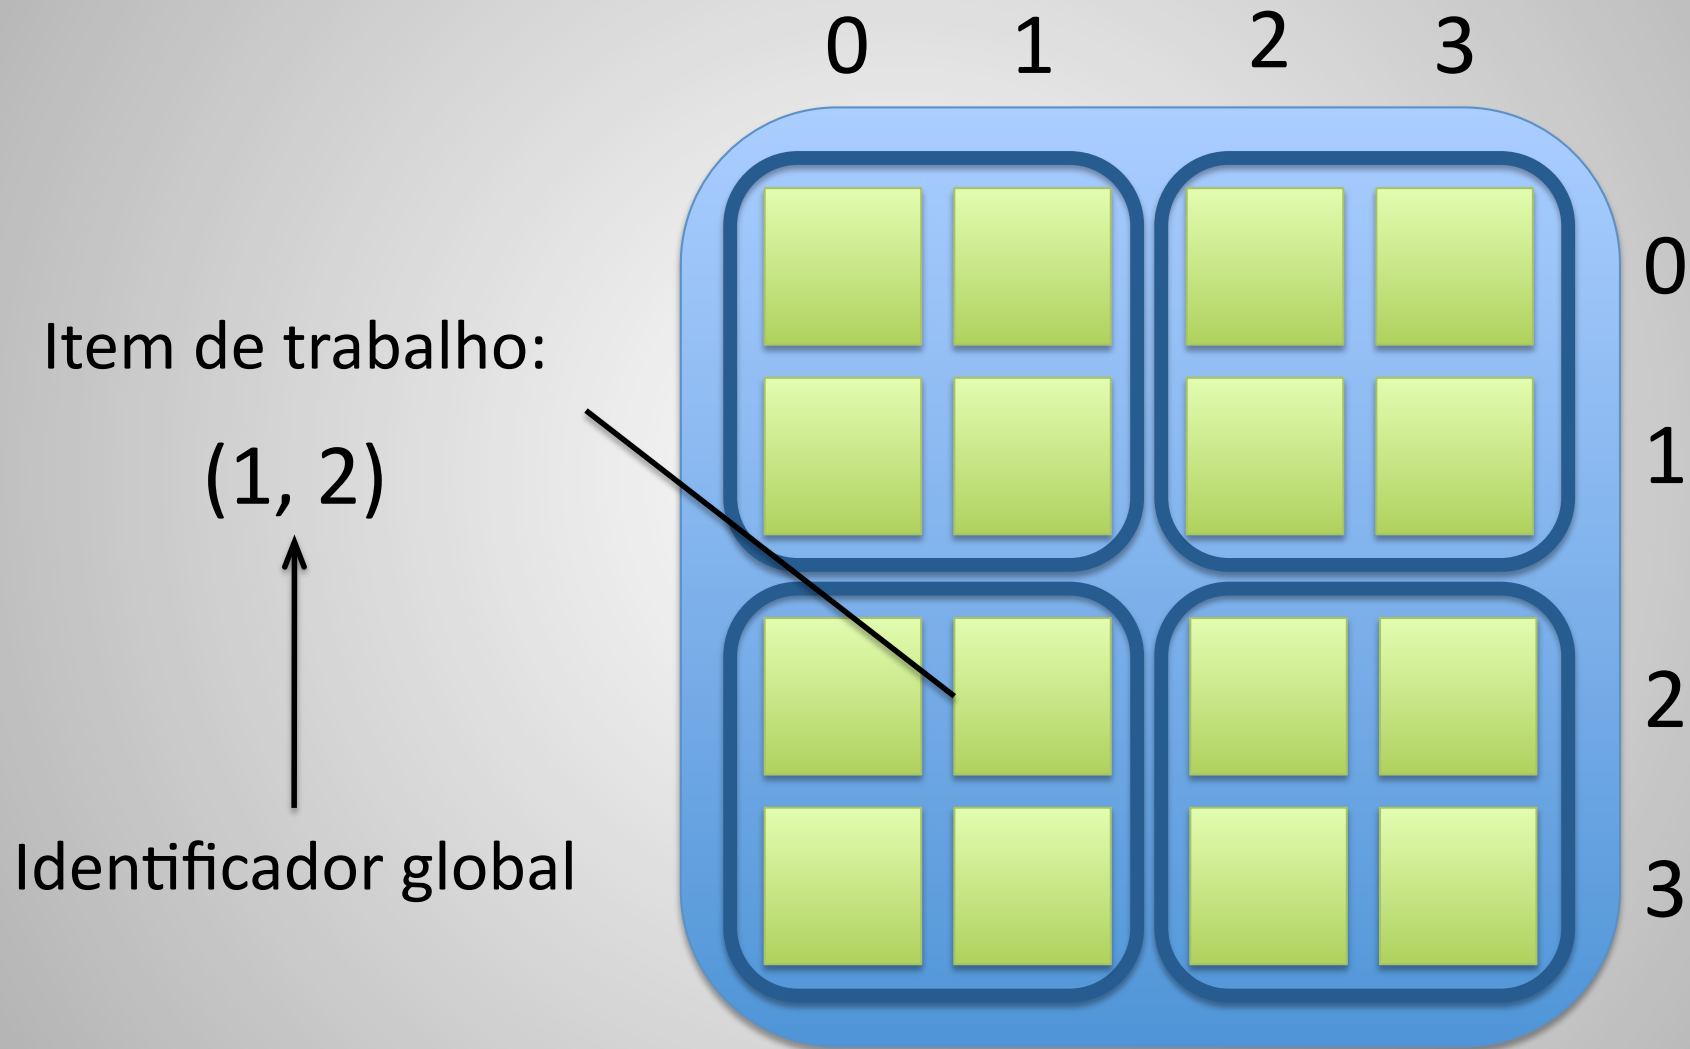 0 1 2 3
0
Item de trabalho:
1
(1, 2)
2
Identificador global
3